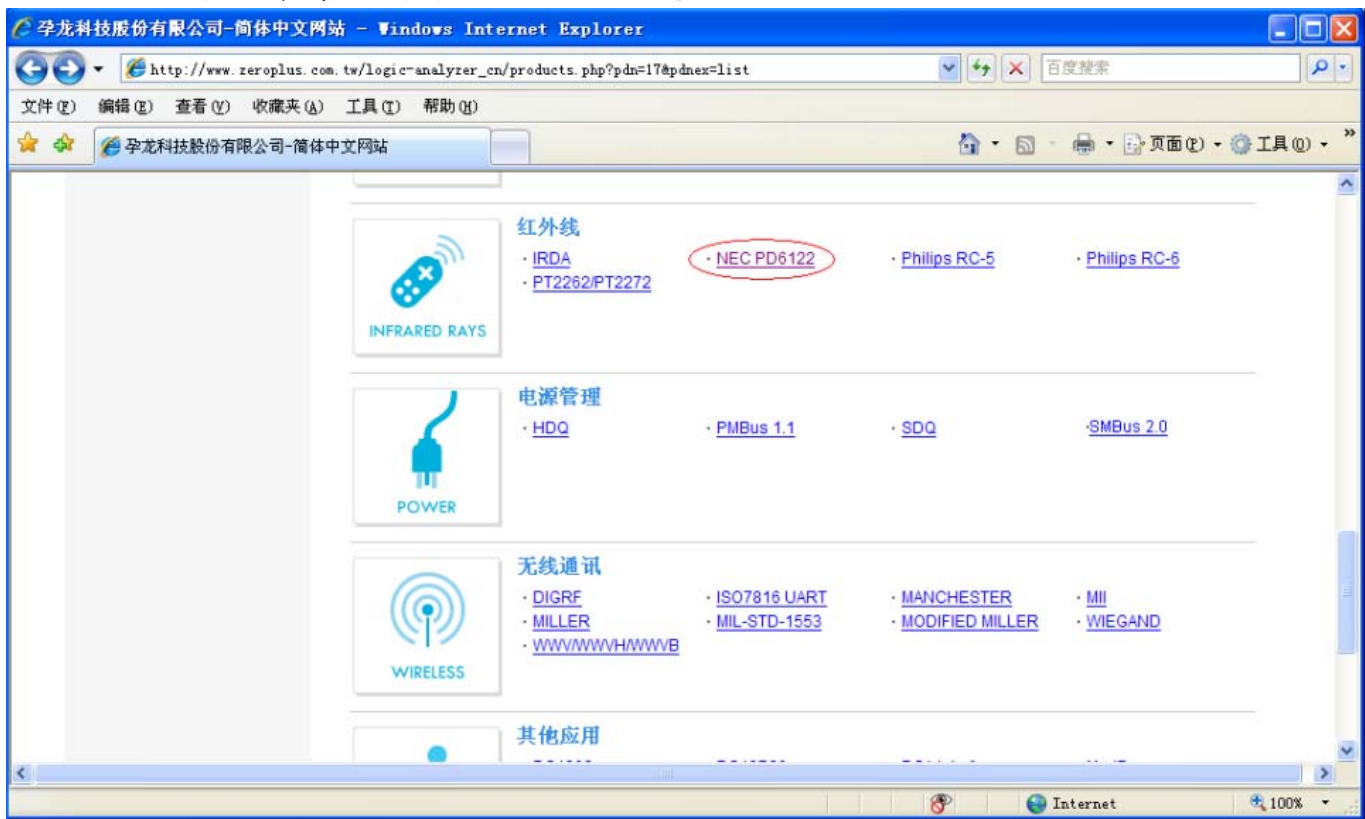 孕龙科技股份有限公司-简体中文网站 - Windows Internet Explorer
http://www.zeroplus.com.tw/logic-analyzer_cn/products.php?pdn=17&pdnex=list
百度搜索
文件(F) 编辑(E) 查看(V) 收藏夹(A) 工具(T) 帮助(H)
孕龙科技股份有限公司-简体中文网站
页面(P) 工具(O)
红外线
· IRDA · NEC PD6122 · Philips RC-5 · Philips RC-6
· PT2262/PT2272
INFRARED RAYS
电源管理
· HDQ · PMBus 1.1 · SDQ ·SMBus 2.0
POWER
无线通讯
· DIGRF · ISO7816 UART · MANCHESTER · MII
· MILLER · MIL-STD-1553 · MODIFIED MILLER · WIEGAND
· WWV/WWVH/WWVB
WIRELESS
其他应用
Internet 100%